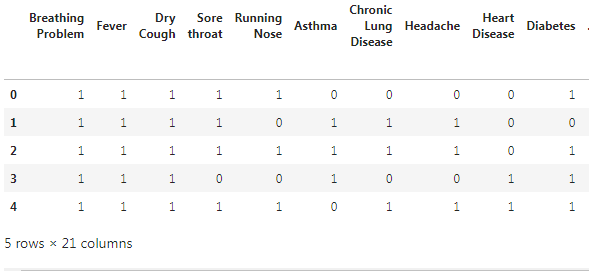 Breathing Problem Fever Dry Cough Sore throat Running Nose Asthma Chronic Lung Disease Headache Heart Disease Diabetes
0 1 1 1 1 1 0 0 0 0 1
1 1 1 1 1 0 1 1 1 0 0
2 1 1 1 1 1 1 1 1 0 1
3 1 1 1 0 0 1 0 0 1 1
4 1 1 1 1 1 0 1 1 1 1
5 rows × 21 columns